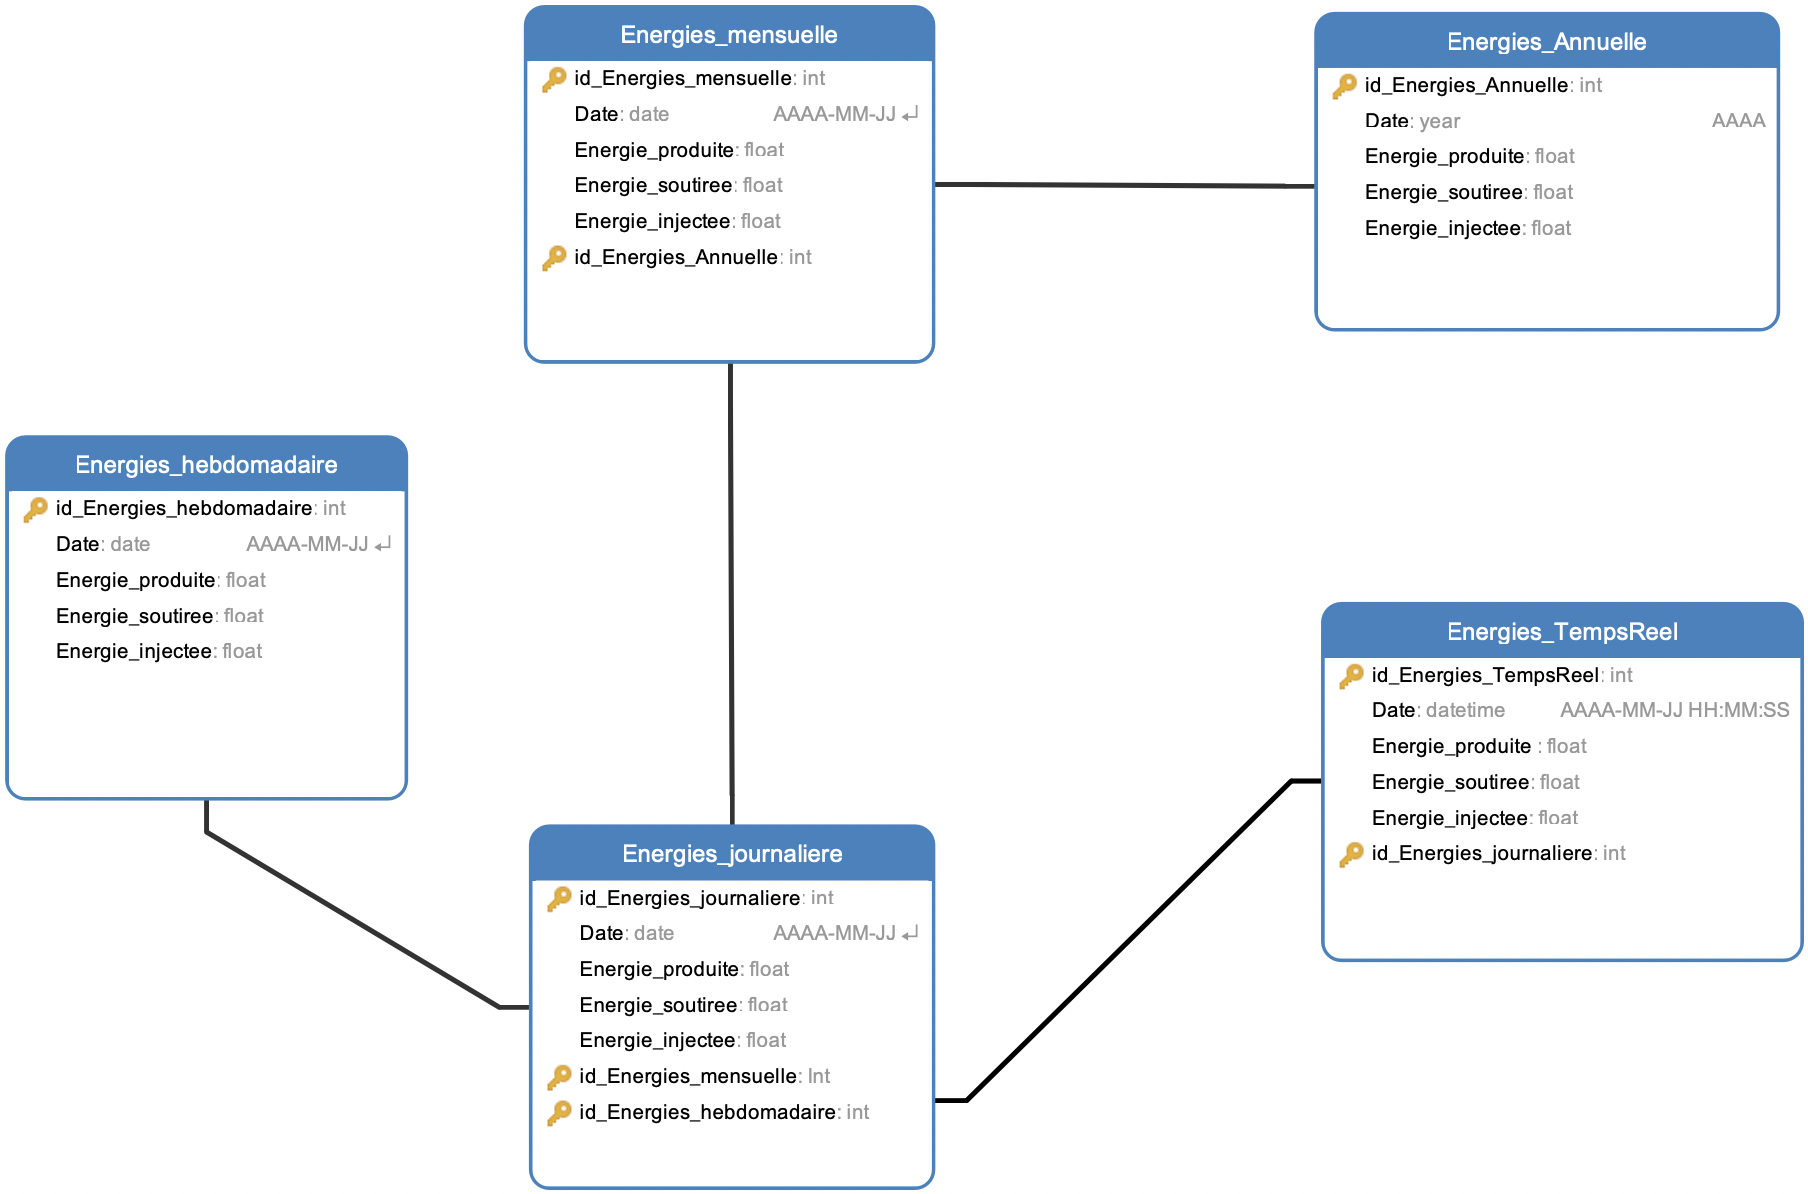 Energies_mensuelle
id_Energies_mensuelle: int
Date: date AAAA-MM-JJ ↵
Energie_produite: float
Energie_soutiree: float
Energie_injectee: float
id_Energies_Annuelle: int
Energies_Annuelle
id_Energies_Annuelle: int
Date: year AAAA
Energie_produite: float
Energie_soutiree: float
Energie_injectee: float
Energies_hebdomadaire
id_Energies_hebdomadaire: int
Date: date AAAA-MM-JJ ↵
Energie_produite: float
Energie_soutiree: float
Energie_injectee: float
Energies_TempsReel
id_Energies_TempsReel: int
Date: datetime AAAA-MM-JJ HH:MM:SS
Energie_produite : float
Energie_soutiree: float
Energie_injectee: float
id_Energies_journaliere: int
Energies_journaliere
id_Energies_journaliere: int
Date: date AAAA-MM-JJ ↵
Energie_produite: float
Energie_soutiree: float
Energie_injectee: float
id_Energies_mensuelle: Int
id_Energies_hebdomadaire: int